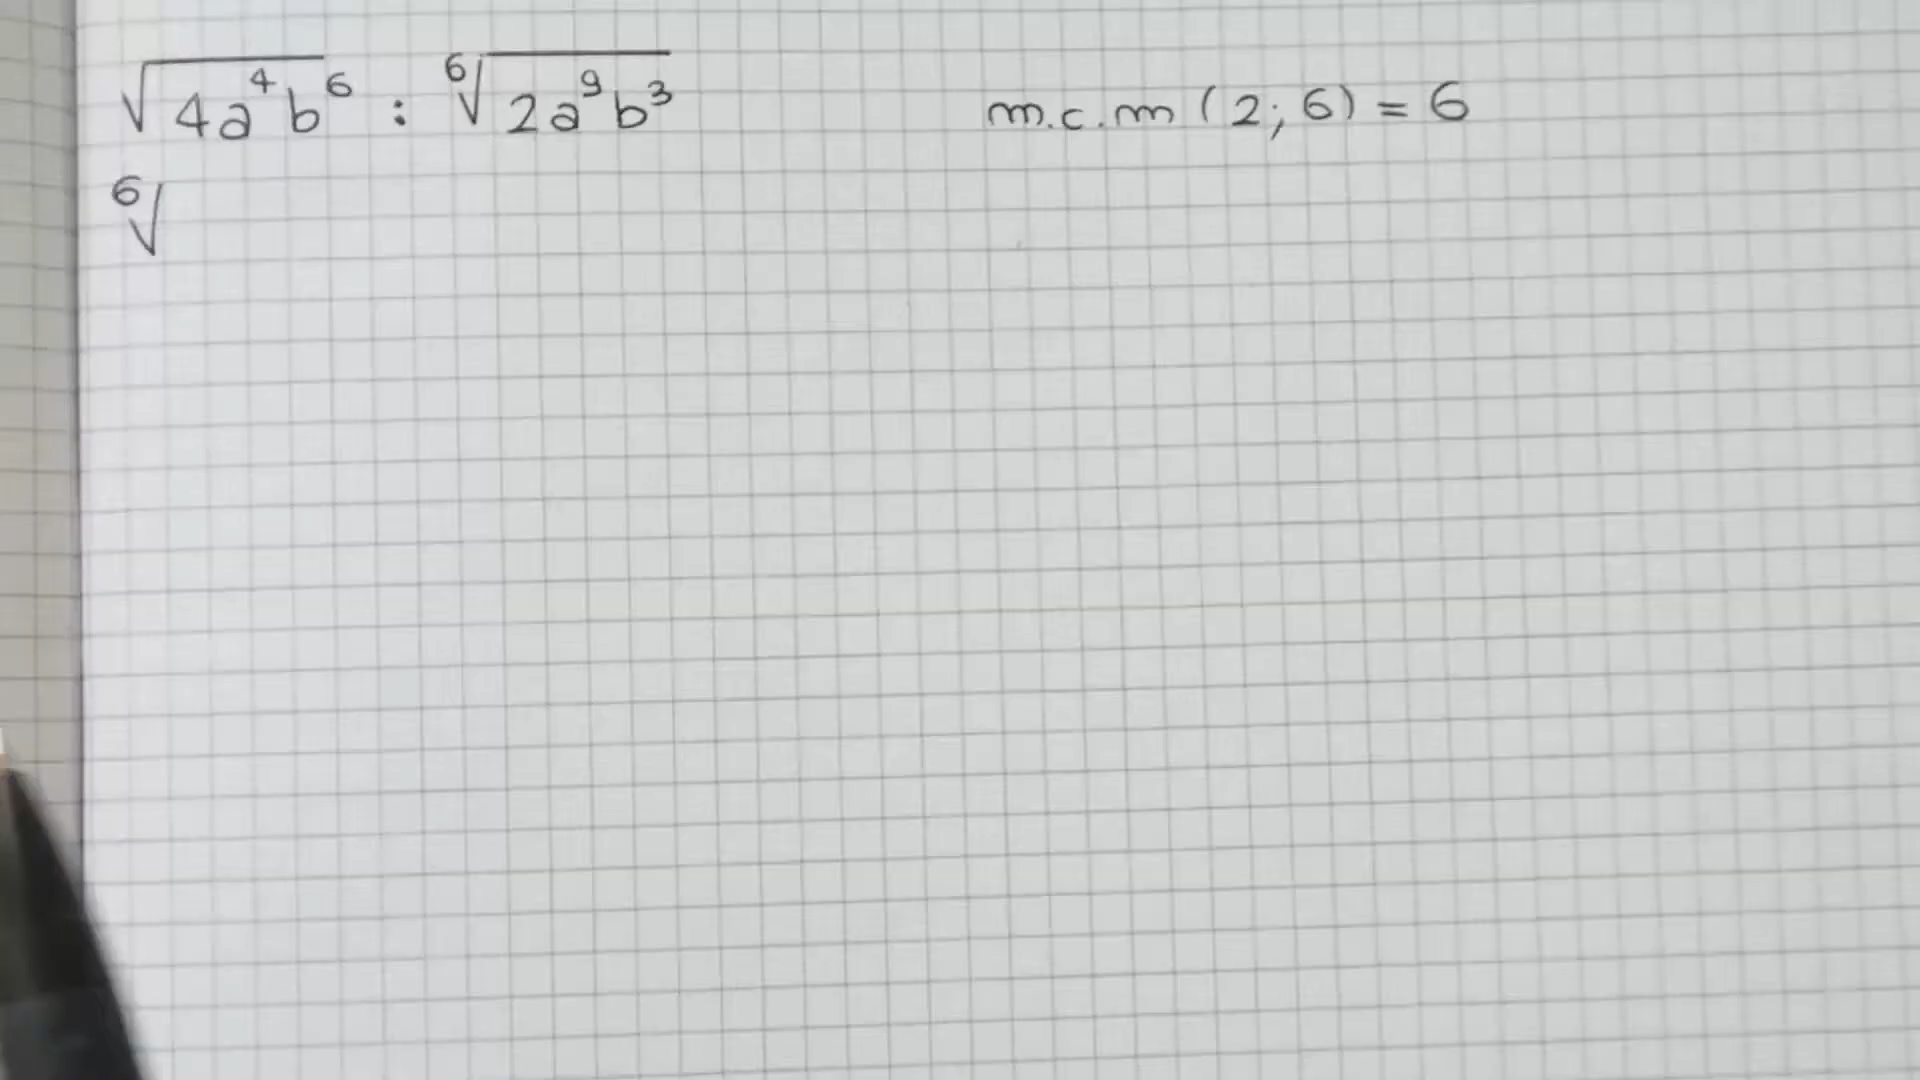 √4a⁴b⁶ : ⁶√2a⁹b³ m.c.m (2; 6) = 6
⁶√